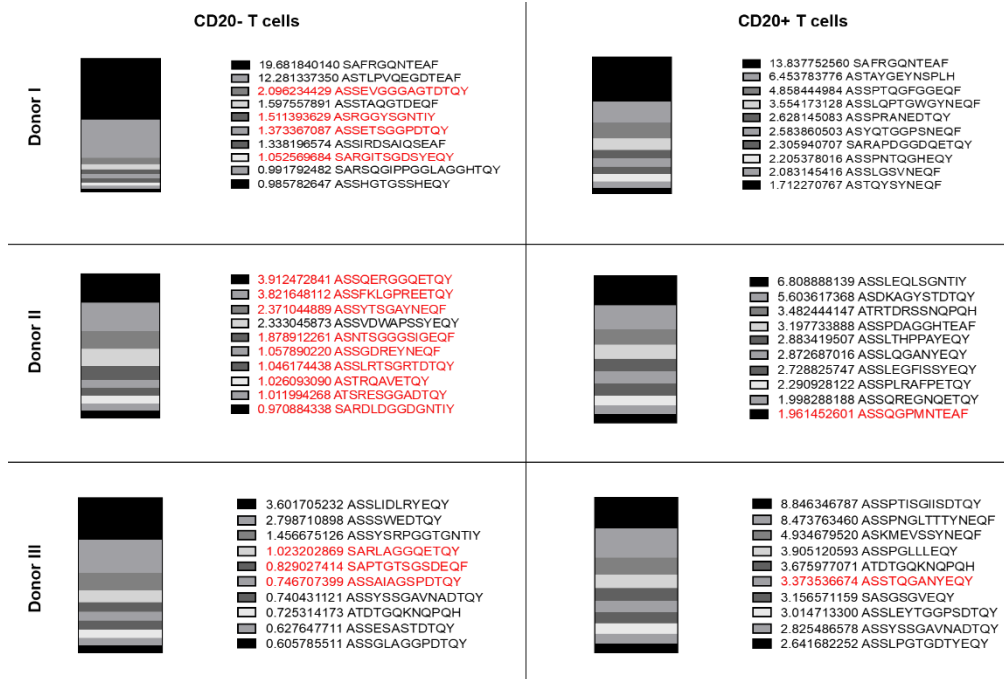 CD20- T cells
CD20+ T cells
Donor I
19.681840140 SAFRGQNTEAF
12.281337350 ASTLPVQEGDTEAF
2.096234429 ASSEVGGGAGTDTQY
1.597557891 ASSTAQGTDEQF
1.511393629 ASRGGYSGNTIY
1.373367087 ASSETSGGPDTQY
1.338196574 ASSIRDSAIQSEAF
1.052569684 SARGITSGDSYEQY
0.991792482 SARSQGIPPGGLAGGHTQY
0.985782647 ASSHGTGSSHEQY
13.837752560 SAFRGQNTEAF
6.453783776 ASTAYGEYNSPLH
4.858444984 ASSPTQGFGGEQF
3.554173128 ASSLQPTGWGYNEQF
2.628145083 ASSPRANEDTQY
2.583860503 ASYQTGGPSNEQF
2.305940707 SARAPDGGDQETQY
2.205378016 ASSPNTQGHEQY
2.083145416 ASSLGSVNEQF
1.712270767 ASTQYSYNEQF
Donor II
3.912472841 ASSQERGGQETQY
3.821648112 ASSFKLGPREETQY
2.371044889 ASSYTSGAYNEQF
2.333045873 ASSVDWAPSSYEQY
1.878912261 ASNTSGGGSIGEQF
1.057890220 ASSGDREYNEQF
1.046174438 ASSLRTSGRTDTQY
1.026093090 ASTRQAVETQY
1.011994268 ATSRESGGADTQY
0.970884338 SARDLDGGDGNTIY
6.808888139 ASSLEQLSGNTIY
5.603617368 ASDKAGYSTDTQY
3.482444147 ATRTDRSSNQPQH
3.197733888 ASSPDAGGHTEAF
2.883419507 ASSLTHPPAYEQY
2.872687016 ASSLQGANYEQY
2.728825747 ASSLEGFISSYEQY
2.290928122 ASSPLRAFPETQY
1.998288188 ASSQREGNQETQY
1.961452601 ASSQGPMNTEAF
Donor III
3.601705232 ASSLIDLRYEQY
2.798710898 ASSSWEDTQY
1.456675126 ASSYSRPGGTGNTIY
1.023202869 SARLAGGQETQY
0.829027414 SAPTGTSGSDEQF
0.746707399 ASSAIAGSPDTQY
0.740431121 ASSYSSGAVNADTQY
0.725314173 ATDTGQKNQPQH
0.627647711 ASSESASTDTQY
0.605785511 ASSGLAGGPDTQY
8.846346787 ASSPTISGIISDTQY
8.473763460 ASSPNGLTTTYNEQF
4.934679520 ASKMEVSSYNEQF
3.905120593 ASSPGLLLEQY
3.675977071 ATDTGQKNQPQH
3.373536674 ASSTQGANYEQY
3.156571159 SASGSGVEQY
3.014713300 ASSLEYTGGPSDTQY
2.825486578 ASSYSSGAVNADTQY
2.641682252 ASSLPGTGDTYEQY